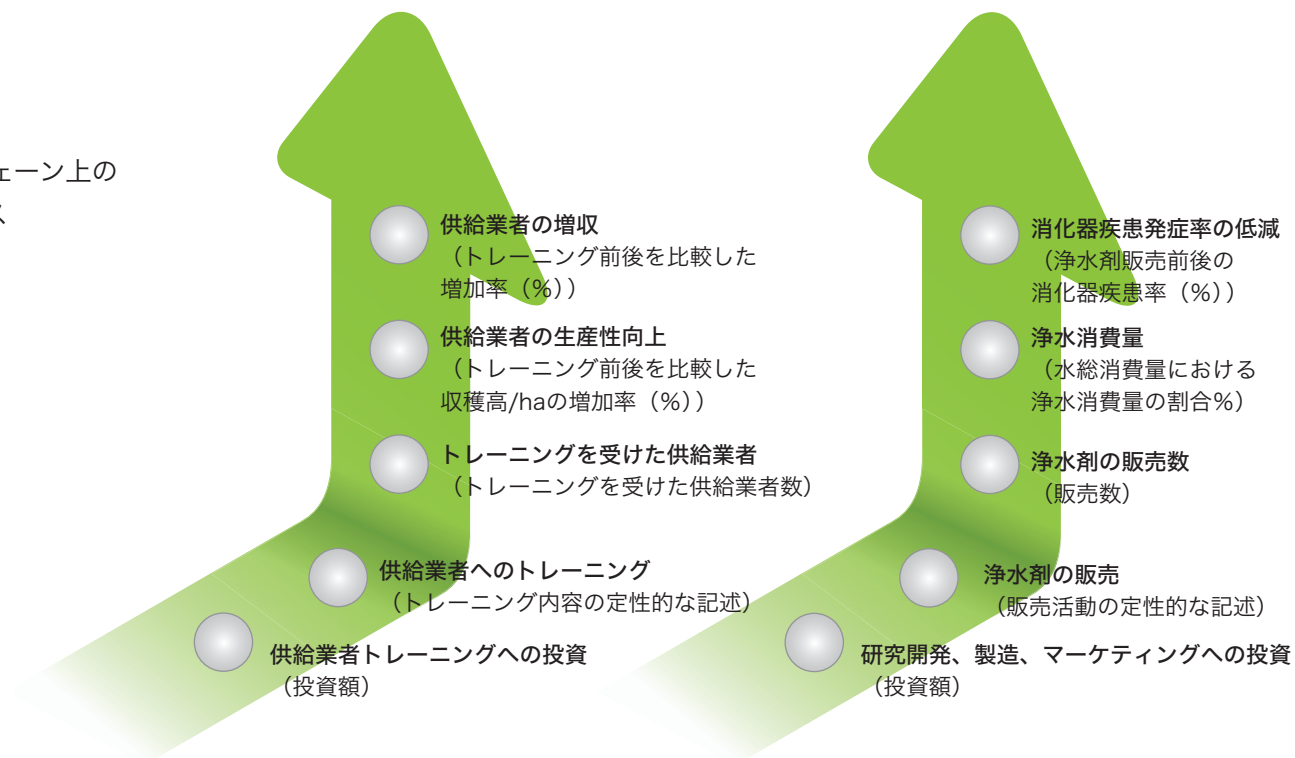 ェーン上の
供給業者の増収
（トレーニング前後を比較した
増加率（%））
供給業者の生産性向上
（トレーニング前後を比較した
収穫高/haの増加率（%））
トレーニングを受けた供給業者
（トレーニングを受けた供給業者数）
供給業者へのトレーニング
（トレーニング内容の定性的な記述）
供給業者トレーニングへの投資
（投資額）
消化器疾患発症率の低減
（浄水剤販売前後の
消化器疾患率（%））
浄水消費量
（水総消費量における
浄水消費量の割合%）
浄水剤の販売数
（販売数）
浄水剤の販売
（販売活動の定性的な記述）
研究開発、製造、マーケティングへの投資
（投資額）